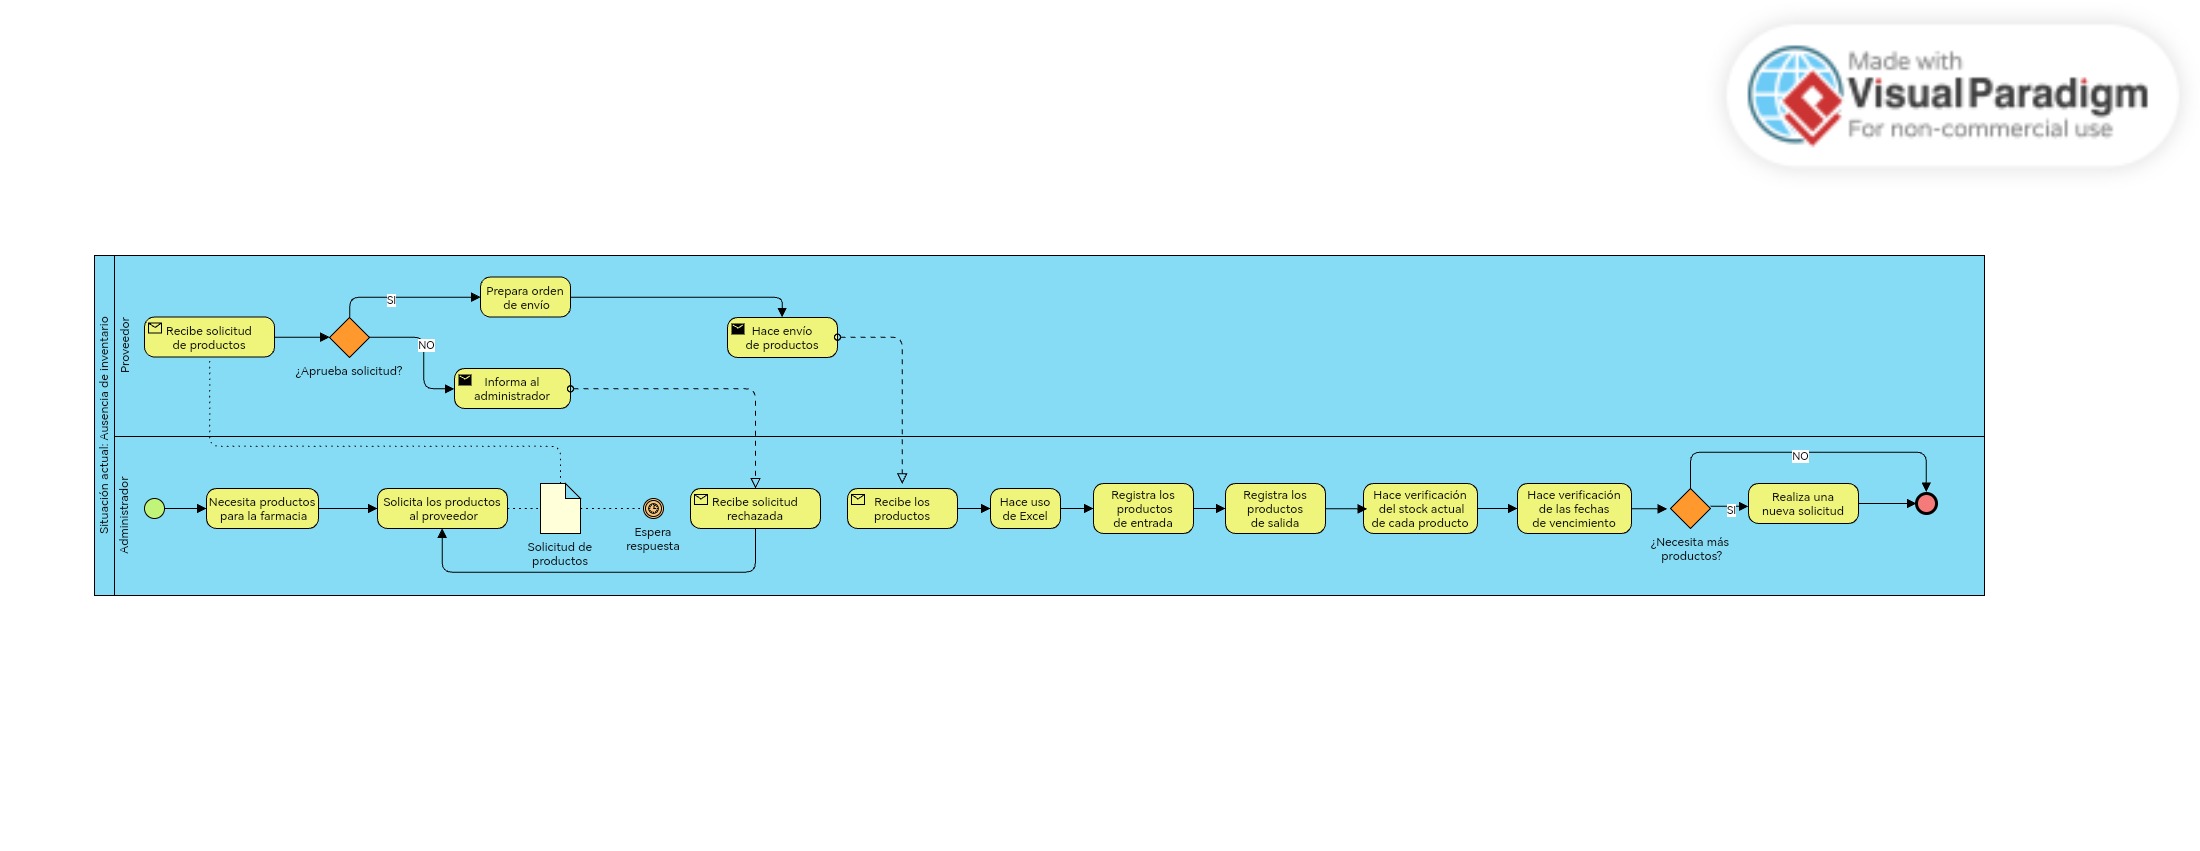 Made with
Visual Paradigm
For non-commercial use
Situación actual: Ausencia de inventario
Proveedor
Recibe solicitud
de productos
¿Aprueba solicitud?
SI
NO
Prepara orden
de envío
Informa al
administrador
Hace envío
de productos
Administrador
Necesita productos
para la farmacia
Solicita los productos
al proveedor
Solicitud de
productos
Espera
respuesta
Recibe solicitud
rechazada
Recibe los
productos
Hace uso
de Excel
Registra los
productos
de entrada
Registra los
productos
de salida
Hace verificación
del stock actual
de cada producto
Hace verificación
de las fechas
de vencimiento
¿Necesita más
productos?
NO
SI
Realiza una
nueva solicitud